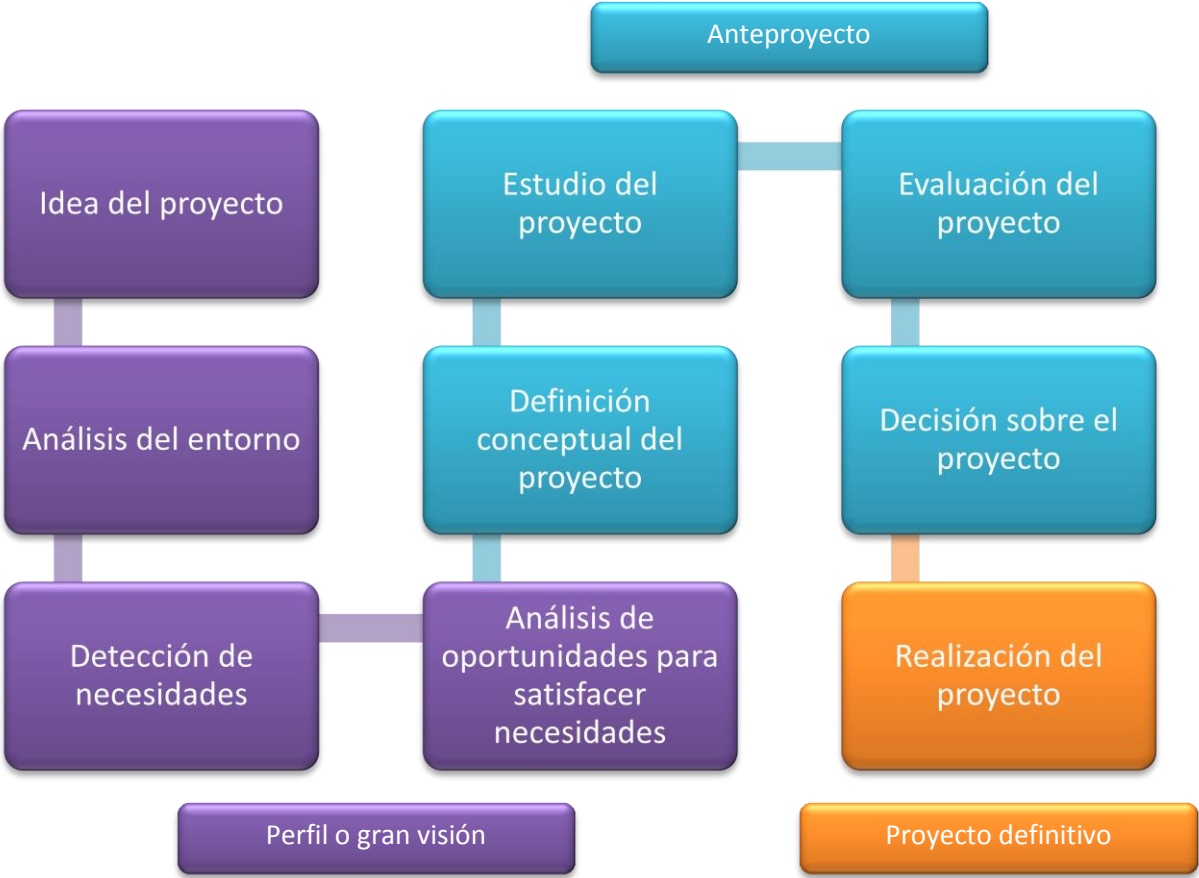 Anteproyecto
Idea del proyecto
Análisis del entorno
Detección de
necesidades
Análisis de
oportunidades para
satisfacer
necesidades
Definición
conceptual del
proyecto
Estudio del
proyecto
Evaluación del
proyecto
Decisión sobre el
proyecto
Realización del
proyecto
Perfil o gran visión
Proyecto definitivo